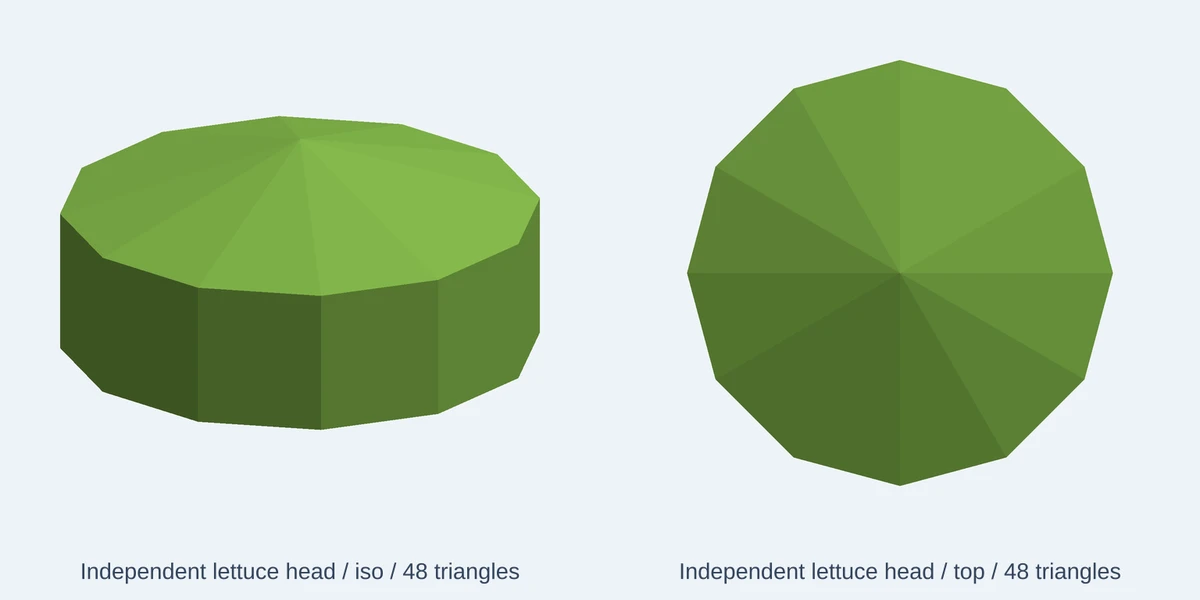 Independent lettuce head / iso / 48 triangles
Independent lettuce head / top / 48 triangles